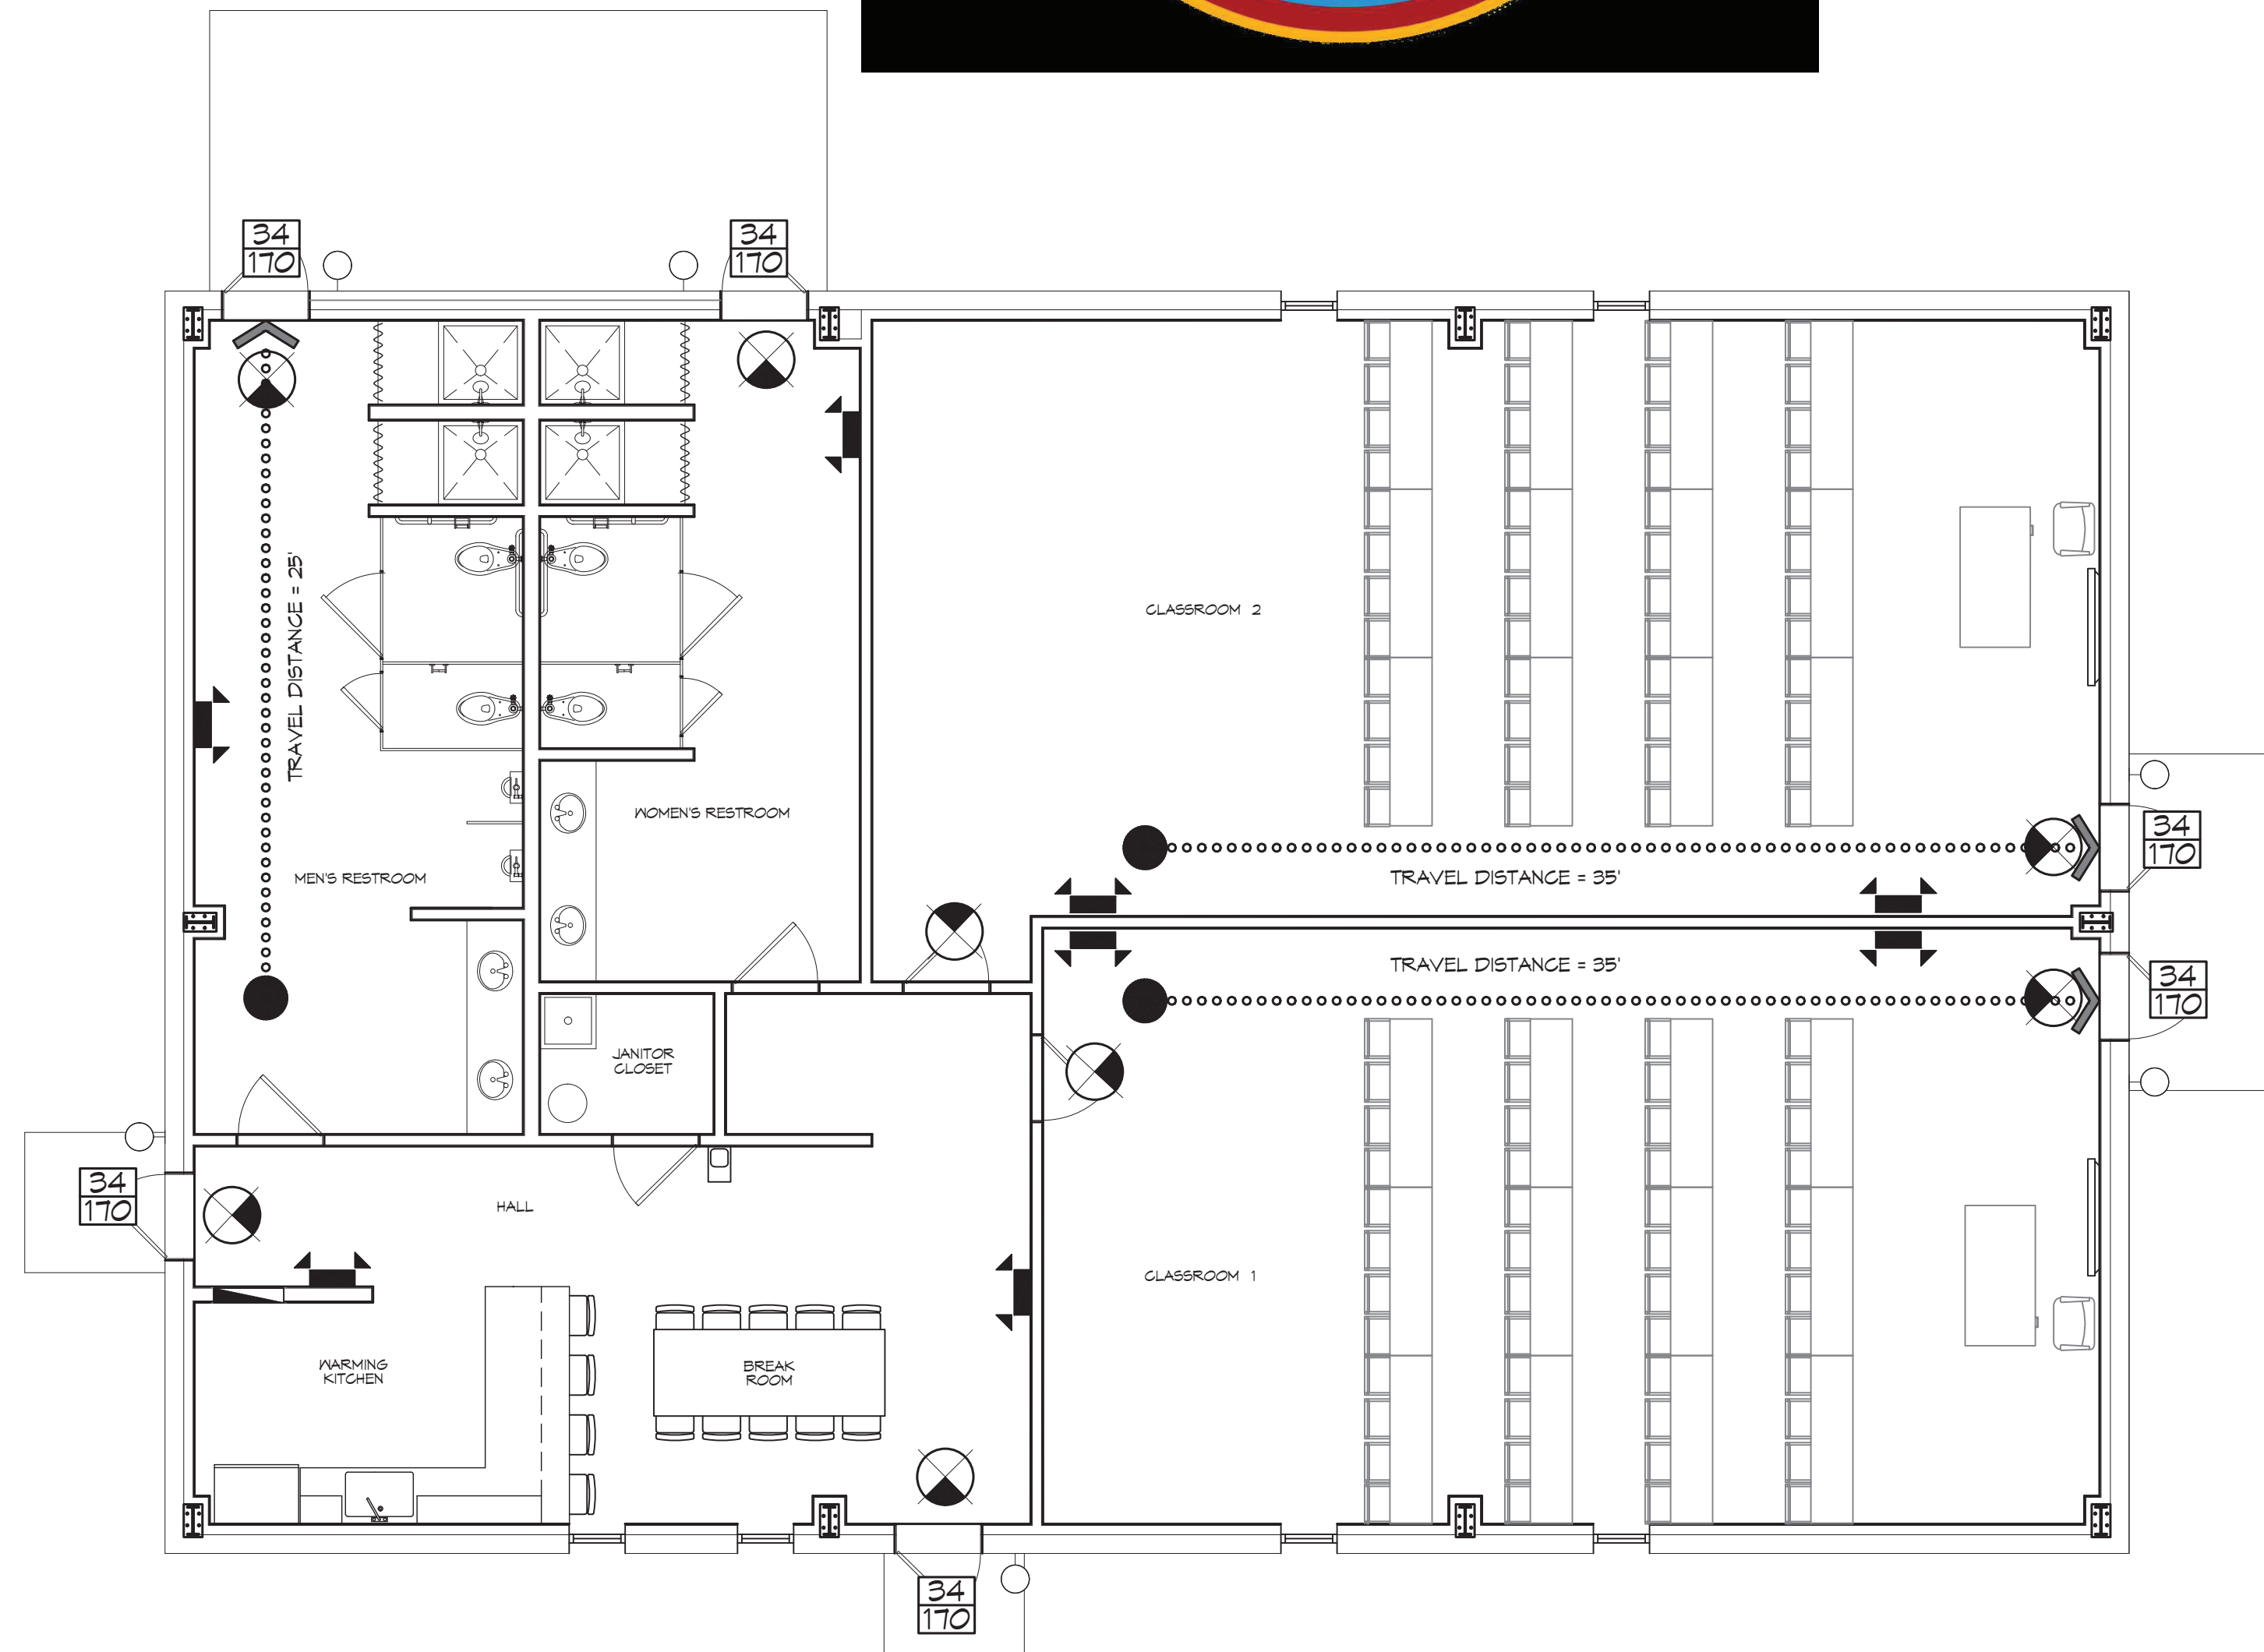 34
170
34
170
TRAVEL DISTANCE = 25'
CLASSROOM 2
WOMEN'S RESTROOM
34
170
MEN'S RESTROOM
TRAVEL DISTANCE = 35'
TRAVEL DISTANCE = 35'
34
170
JANITOR
CLOSET
34
170
HALL
CLASSROOM 1
WARMING
KITCHEN
BREAK
ROOM
34
170